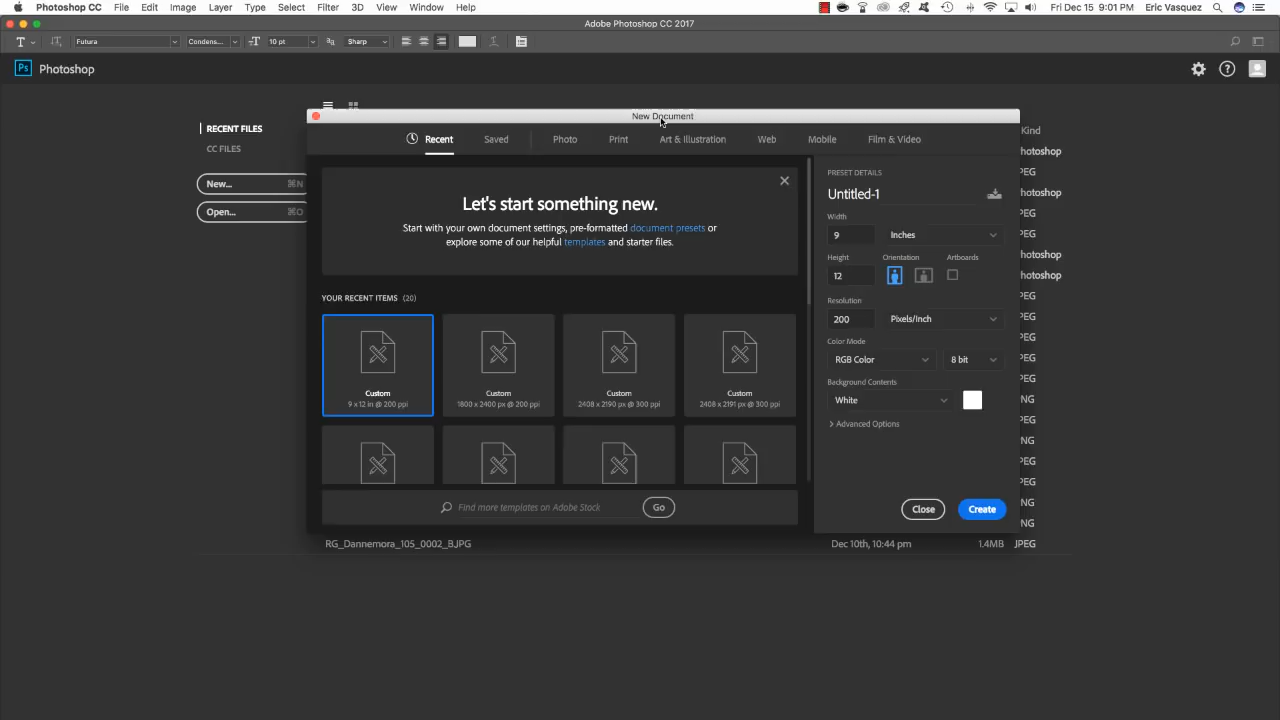 Photoshop CC File Edit Image Layer Type Select Filter 3D View Window Help Fri Dec 15 9:01 PM Eric Vasquez
Adobe Photoshop CC 2017
Futura Condens... 10 pt Sharp
Ps Photoshop
New Document
RECENT FILES
CC FILES
New... ⌘N
Open... ⌘O
Recent Saved Photo Print Art & Illustration Web Mobile Film & Video
Let's start something new.
Start with your own document settings, pre-formatted document presets or
explore some of our helpful templates and starter files.
YOUR RECENT ITEMS (20)
Custom
9 x 12 in @ 200 ppi
Custom
1800 x 2400 px @ 200 ppi
Custom
2408 x 2190 px @ 300 ppi
Custom
2408 x 2191 px @ 300 ppi
Find more templates on Adobe Stock Go
PRESET DETAILS
Untitled-1
Width
9 Inches
Height Orientation Artboards
12
Resolution
200 Pixels/Inch
Color Mode
RGB Color 8 bit
Background Contents
White
Advanced Options
Close Create
Kind
hotoshop
PEG
hotoshop
PEG
PEG
hotoshop
hotoshop
PEG
PEG
PEG
PEG
PEG
NG
PEG
NG
PEG
NG
NG
RG_Dannemora_105_0002_B.JPG Dec 10th, 10:44 pm 1.4MB JPEG